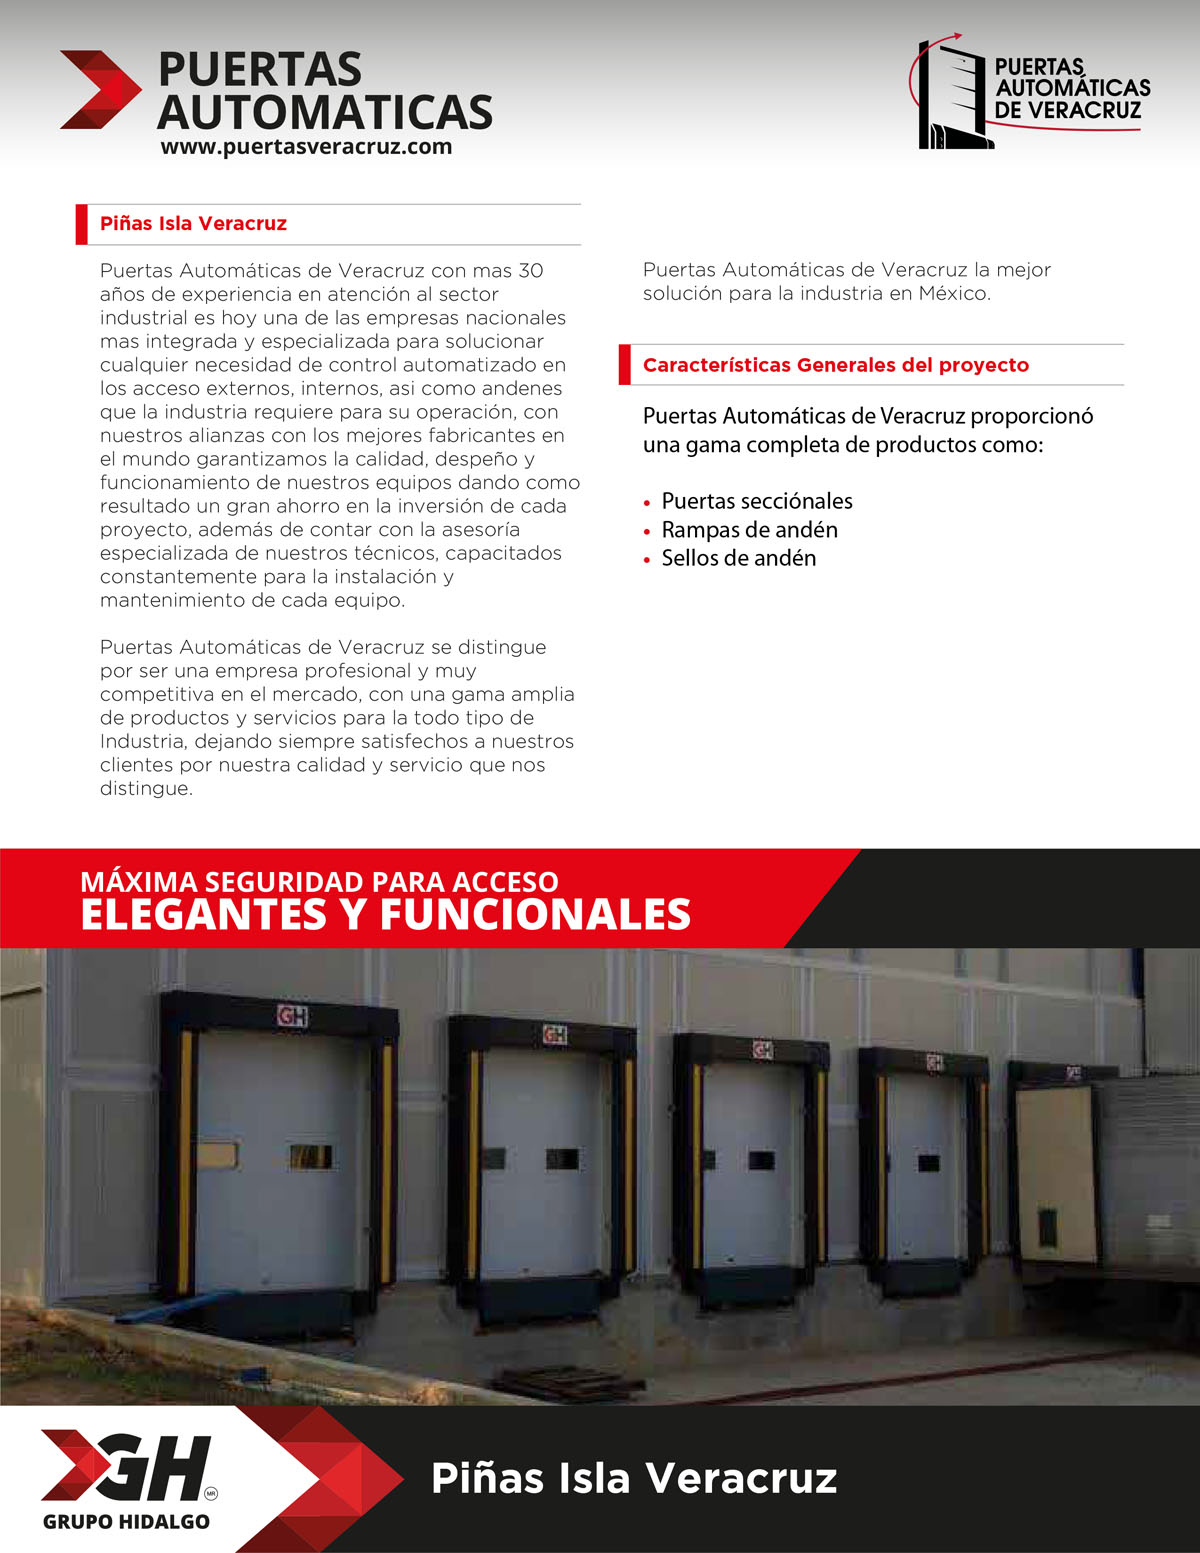 PUERTAS
AUTOMATICAS
www.puertasveracruz.com
PUERTAS
AUTOMÁTICAS
DE VERACRUZ
Piñas Isla Veracruz
Puertas Automáticas de Veracruz con mas 30
años de experiencia en atención al sector
industrial es hoy una de las empresas nacionales
mas integrada y especializada para solucionar
cualquier necesidad de control automatizado en
los acceso externos, internos, asi como andenes
que la industria requiere para su operación, con
nuestros alianzas con los mejores fabricantes en
el mundo garantizamos la calidad, despeño y
funcionamiento de nuestros equipos dando como
resultado un gran ahorro en la inversión de cada
proyecto, además de contar con la asesoría
especializada de nuestros técnicos, capacitados
constantemente para la instalación y
mantenimiento de cada equipo.
Puertas Automáticas de Veracruz se distingue
por ser una empresa profesional y muy
competitiva en el mercado, con una gama amplia
de productos y servicios para la todo tipo de
Industria, dejando siempre satisfechos a nuestros
clientes por nuestra calidad y servicio que nos
distingue.
Puertas Automáticas de Veracruz la mejor
solución para la industria en México.
Características Generales del proyecto
Puertas Automáticas de Veracruz proporcionó
una gama completa de productos como:
• Puertas secciónales
• Rampas de andén
• Sellos de andén
MÁXIMA SEGURIDAD PARA ACCESO
ELEGANTES Y FUNCIONALES
GH
GH
GH
GH
GH
GH
MR
GRUPO HIDALGO
Piñas Isla Veracruz